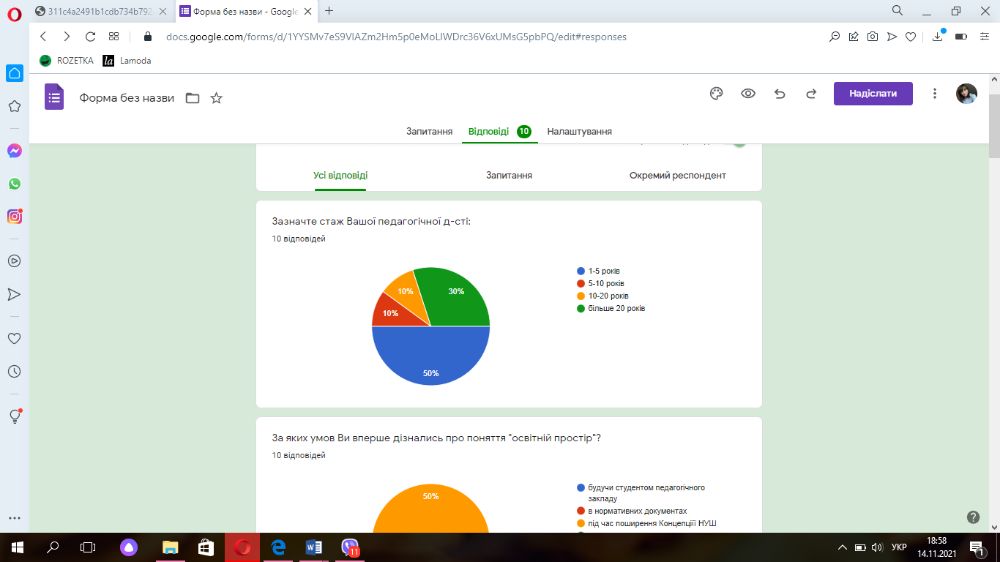 311c4a2491b1cdb734b792
Форма без назви - Google
docs.google.com/forms/d/1YYSMv7eS9VlAZm2Hm5p0eMoLlWDrc36V6xUMsG5pbPQ/edit#responses
ROZETKA
la Lamoda
Форма без назви
Надіслати
Запитання
Відповіді 10
Налаштування
Усі відповіді
Запитання
Окремий респондент
Зазначте стаж Вашої педагогічної д-сті:
10 відповідей
1-5 років
5-10 років
10-20 років
більше 20 років
30%
10%
10%
50%
За яких умов Ви вперше дізнались про поняття "освітній простір"?
10 відповідей
50%
будучи студентом педагогічного
закладу
в нормативних документах
під час поширення Концепціїї НУШ
11
УКР
18:58
14.11.2021
1